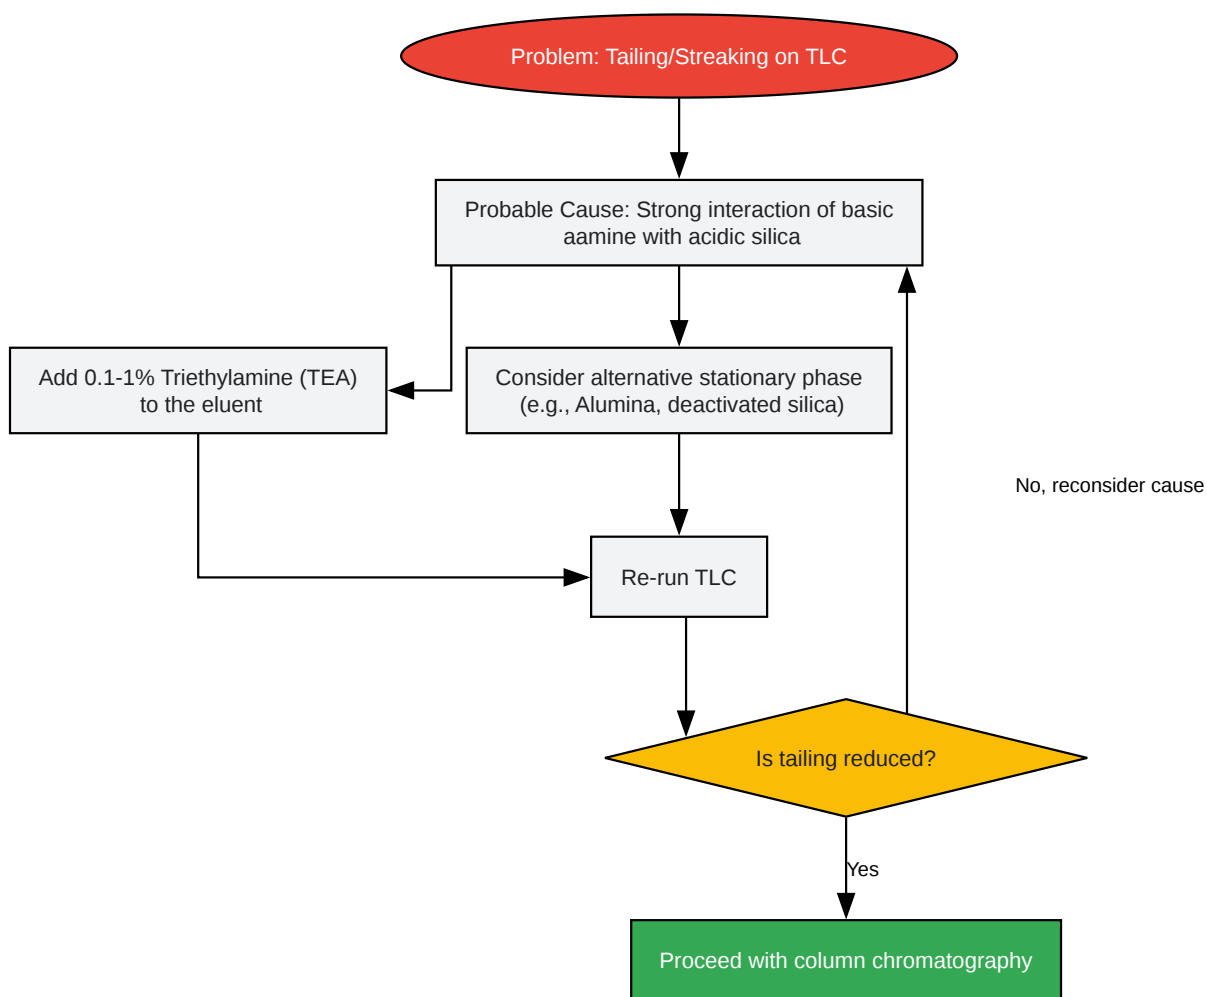 Problem: Tailing/Streaking on TLC
Probable Cause: Strong interaction of basic
aamine with acidic silica
Add 0.1-1% Triethylamine (TEA)
to the eluent
Consider alternative stationary phase
(e.g., Alumina, deactivated silica)
No, reconsider cause
Re-run TLC
Is tailing reduced?
Yes
Proceed with column chromatography